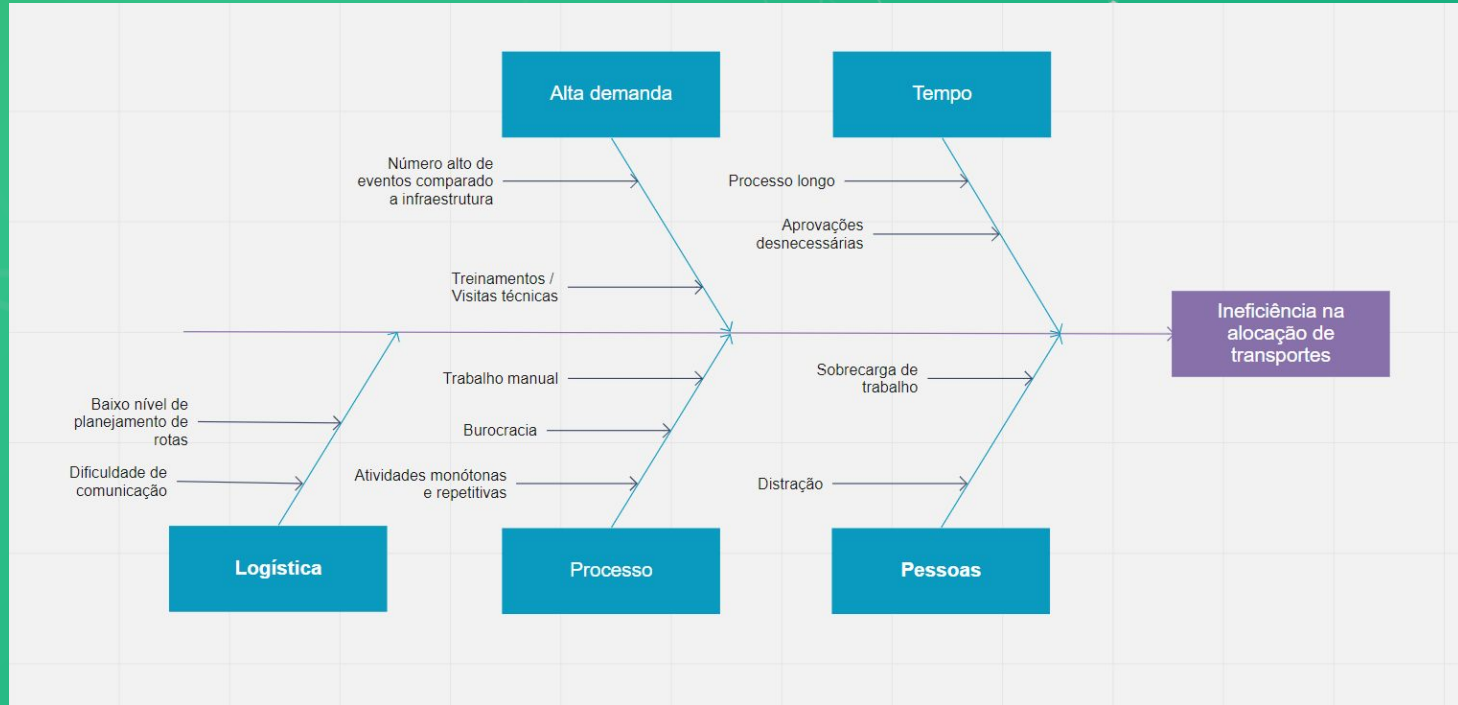 Alta demanda
Tempo
Número alto de
eventos comparado
a infraestrutura
Processo longo
Aprovações
desnecessárias
Treinamentos /
Visitas técnicas
Ineficiência na
alocação de
transportes
Trabalho manual
Sobrecarga de
trabalho
Baixo nível de
planejamento de
rotas
Burocracia
Dificuldade de
comunicação
Atividades monótonas
e repetitivas
Distração
Logística
Processo
Pessoas